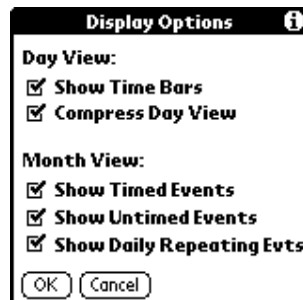 Display Options i
Day View:
Show Time Bars
Compress Day View
Month View:
Show Timed Events
Show Untimed Events
Show Daily Repeating Evts
OK Cancel